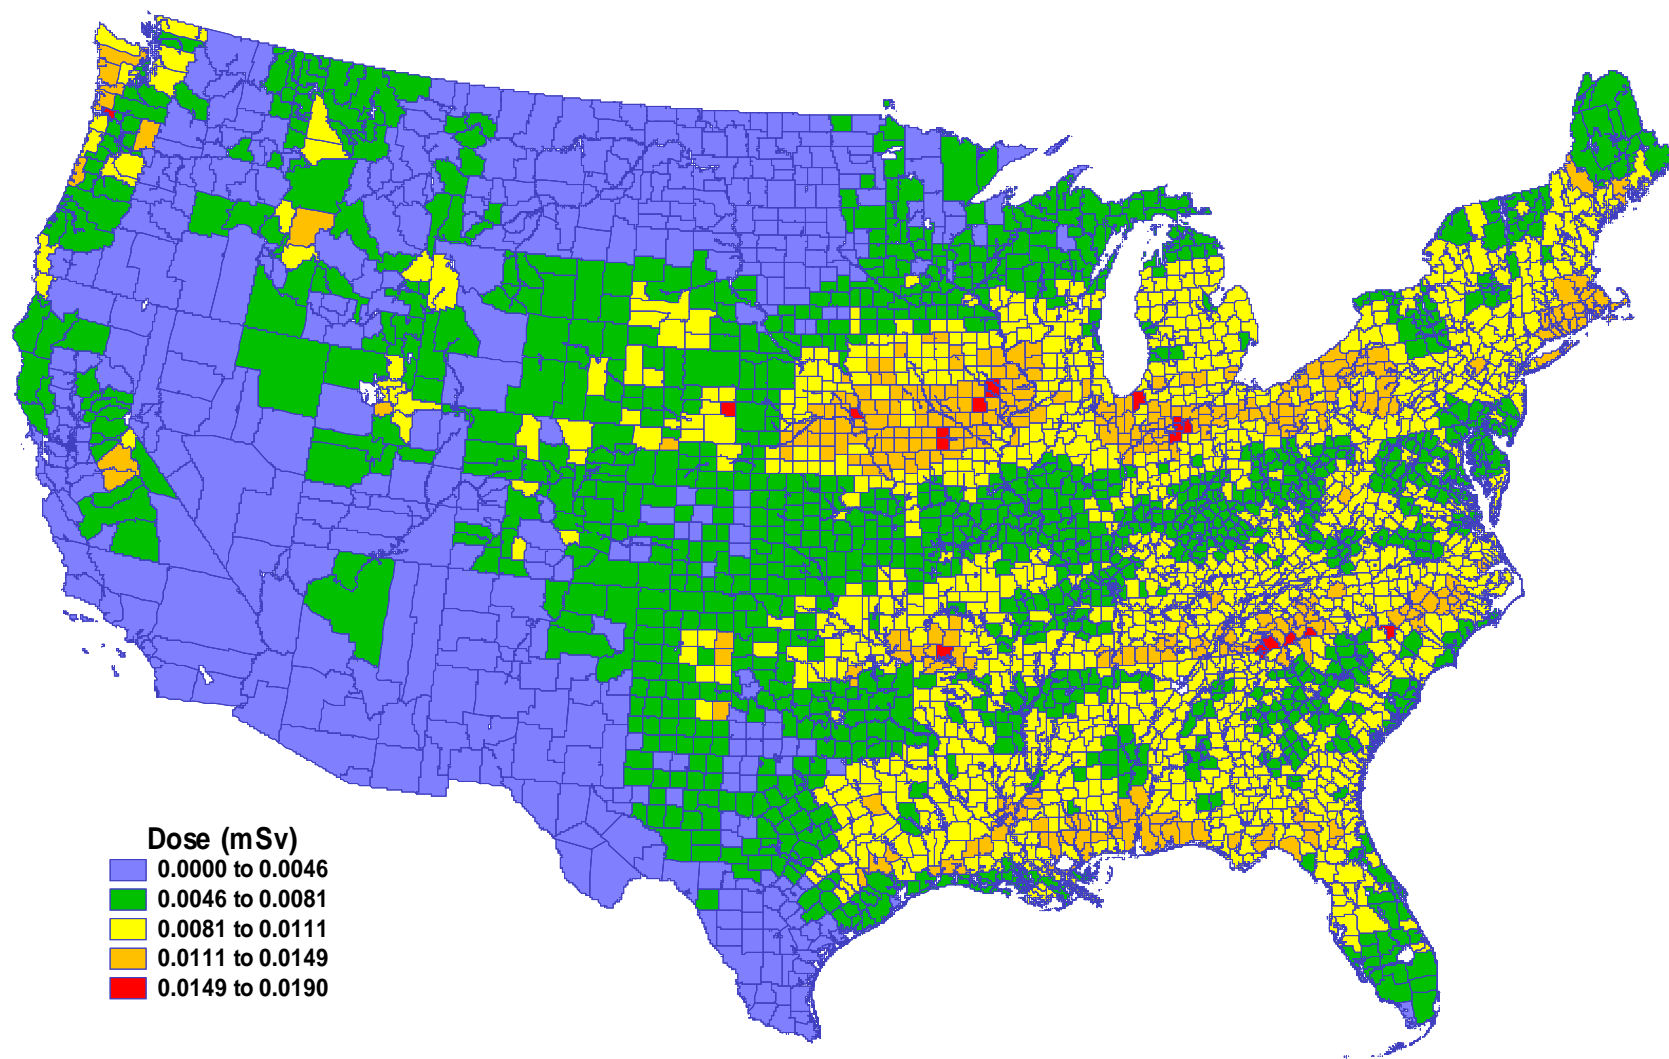 Dose (mSv)
0.0000 to 0.0046
0.0046 to 0.0081
0.0081 to 0.0111
0.0111 to 0.0149
0.0149 to 0.0190